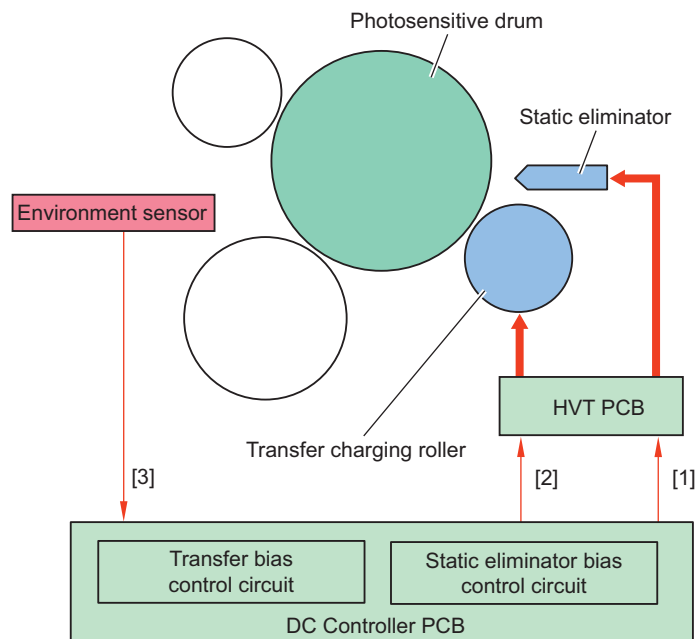 Photosensitive drum
Static eliminator
Environment sensor
HVT PCB
Transfer charging roller
[3]
[2]
[1]
Transfer bias
control circuit
Static eliminator bias
control circuit
DC Controller PCB